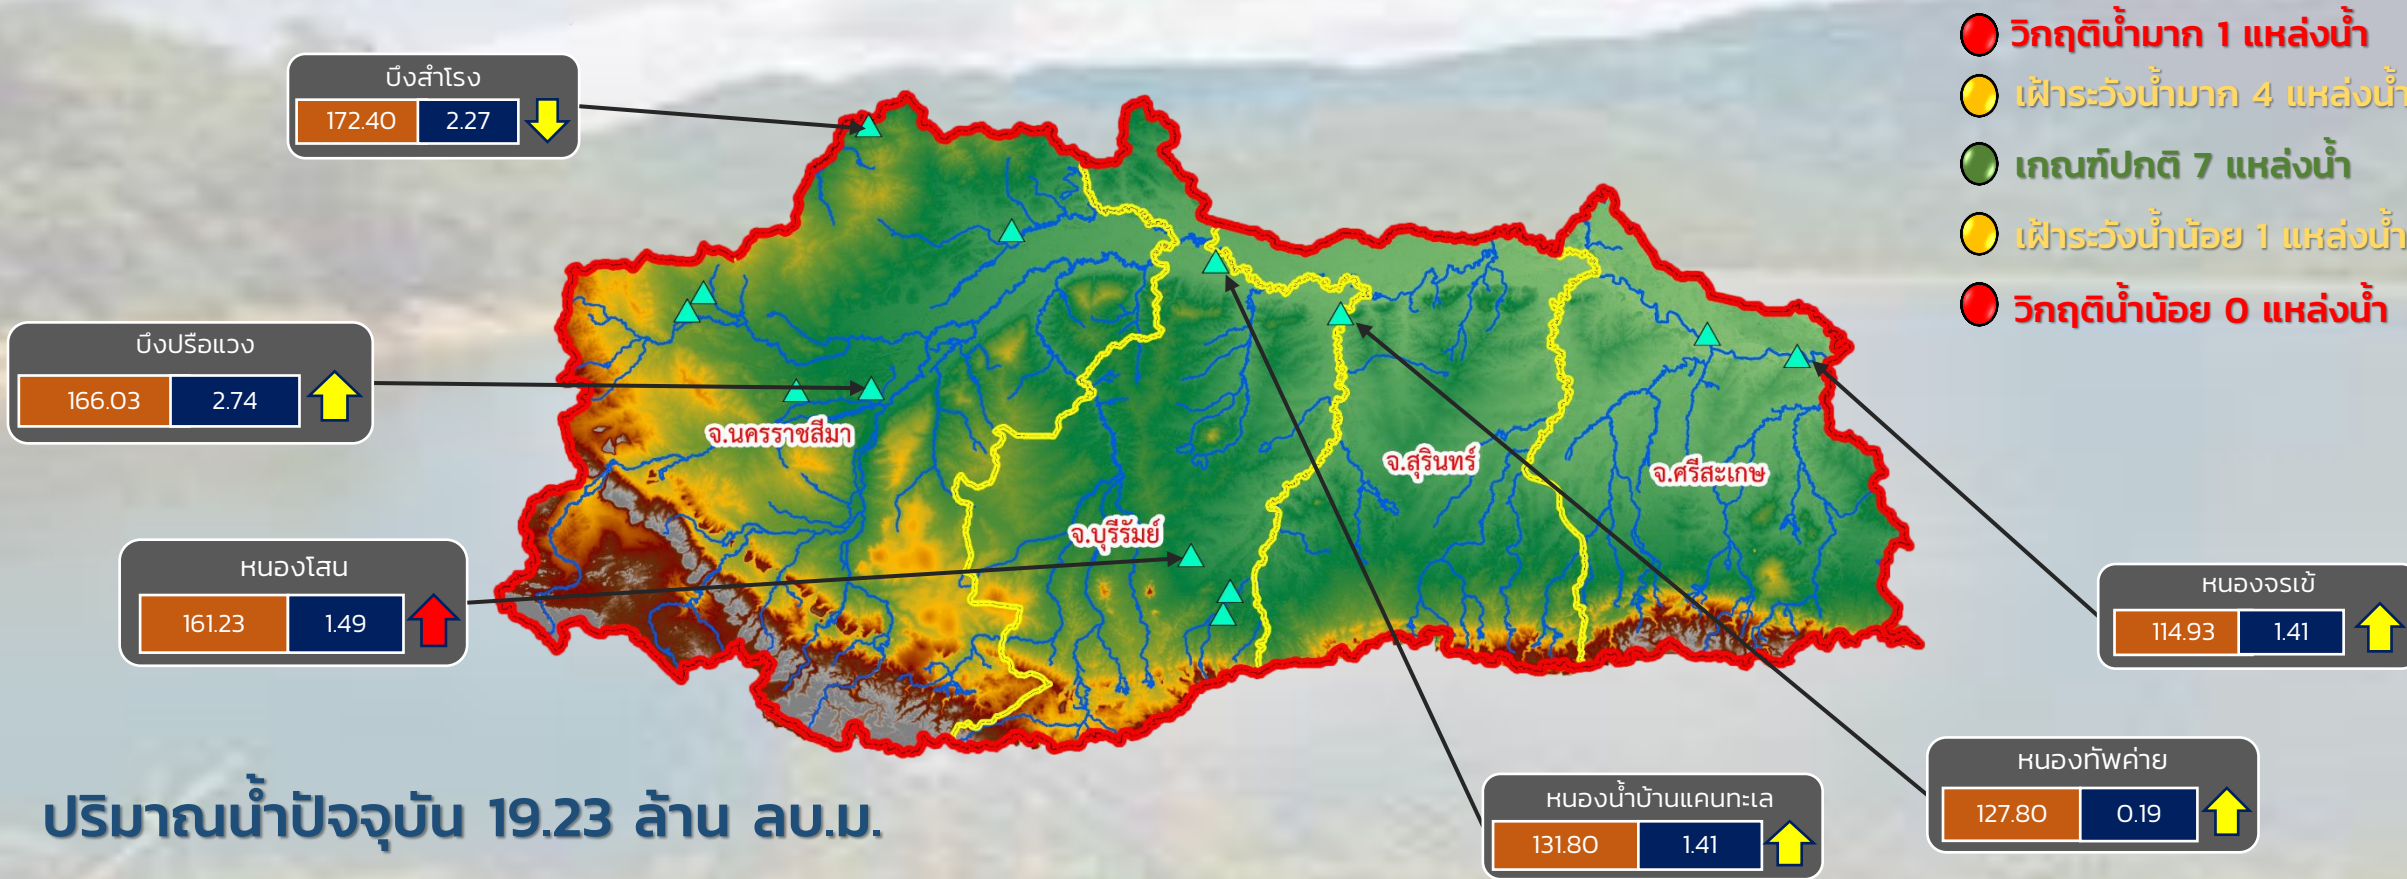 วิกฤติน้ำมาก 1 แหล่งน้ำ
เฝ้าระวังน้ำมาก 4 แหล่งน้ำ
เกณฑ์ปกติ 7 แหล่งน้ำ
เฝ้าระวังน้ำน้อย 1 แหล่งน้ำ
วิกฤติน้ำน้อย 0 แหล่งน้ำ
บึงสำโรง
172.40 2.27
บึงปรือแวง
166.03 2.74
หนองโสน
161.23 1.49
จ.นครราชสีมา
จ.บุรีรัมย์
จ.สุรินทร์
จ.ศรีสะเกษ
หนองจรเข้
114.93 1.41
หนองทัพค่าย
127.80 0.19
หนองน้ำบ้านแคนทะเล
131.80 1.41
ปริมาณน้ำปัจจุบัน 19.23 ล้าน ลบ.ม.